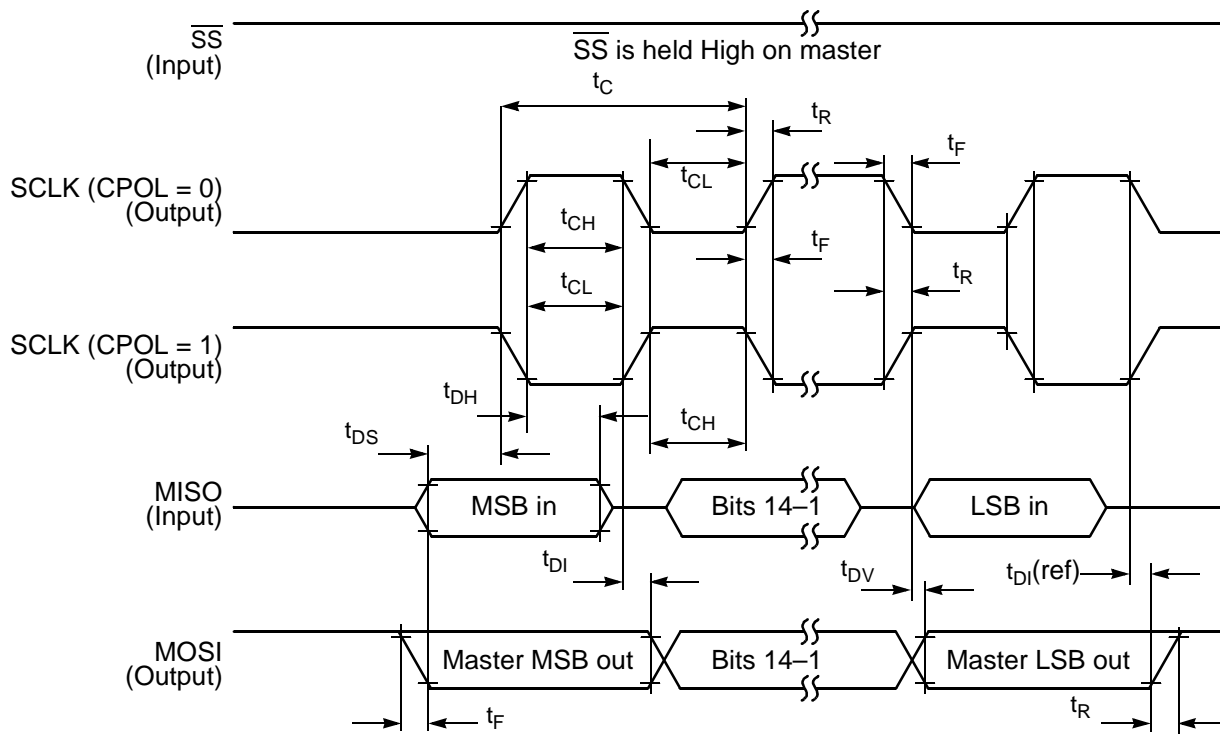 SS
(Input)
SS is held High on master
tC
tR
tF
SCLK (CPOL = 0)
(Output)
tCL
tCH
tF
tCL
tR
SCLK (CPOL = 1)
(Output)
tDH
tCH
tDS
MISO
(Input)
MSB in
Bits 14–1
LSB in
tDI
tDV
tDI(ref)
MOSI
(Output)
Master MSB out
Bits 14–1
Master LSB out
tF
tR